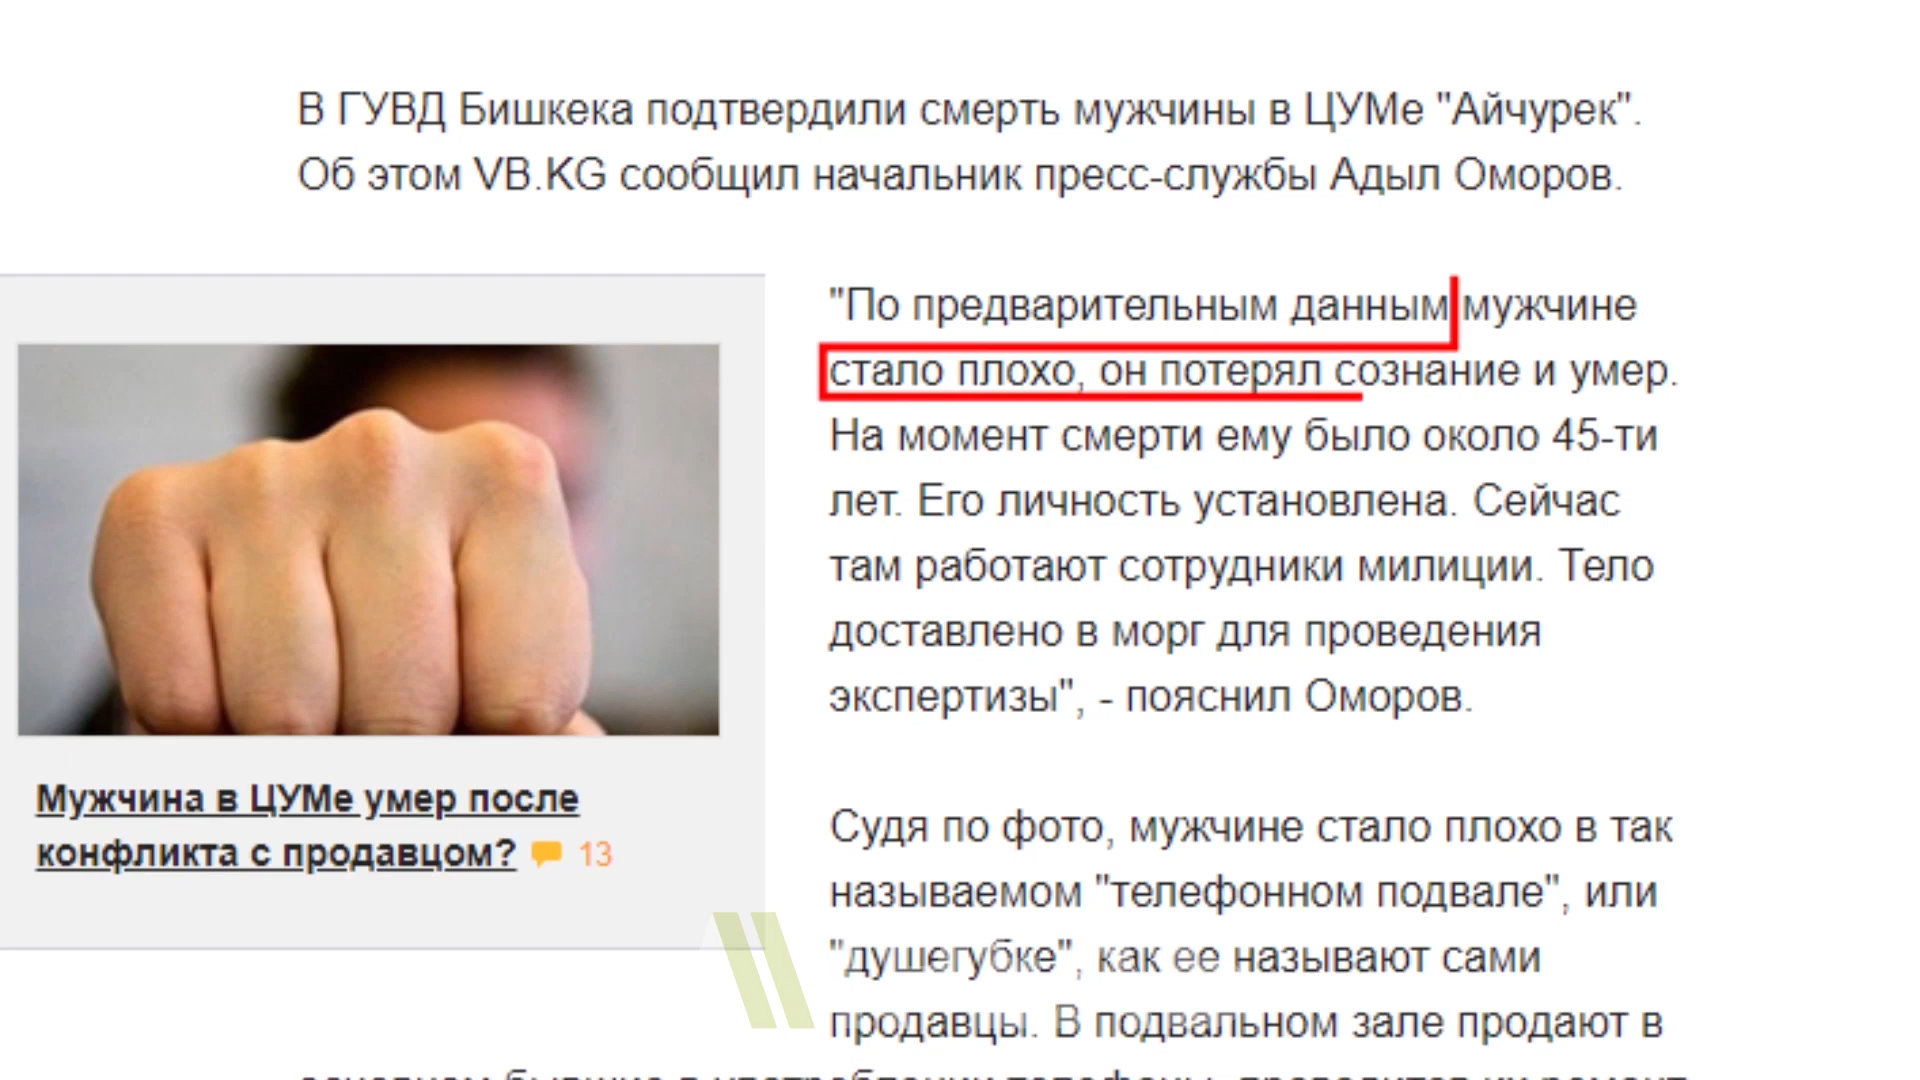 В ГУВД Бишкека подтвердили смерть мужчины в ЦУМе "Айчурек".
Об этом VB.KG сообщил начальник пресс-службы Адыл Оморов.
"По предварительным данным мужчине
стало плохо, он потерял сознание и умер.
На момент смерти ему было около 45-ти
лет. Его личность установлена. Сейчас
там работают сотрудники милиции. Тело
доставлено в морг для проведения
экспертизы", - пояснил Оморов.
Мужчина в ЦУМе умер после
конфликта с продавцом? 13
Судя по фото, мужчине стало плохо в так
называемом "телефонном подвале", или
"душегубке", как ее называют сами
продавцы. В подвальном зале продают в